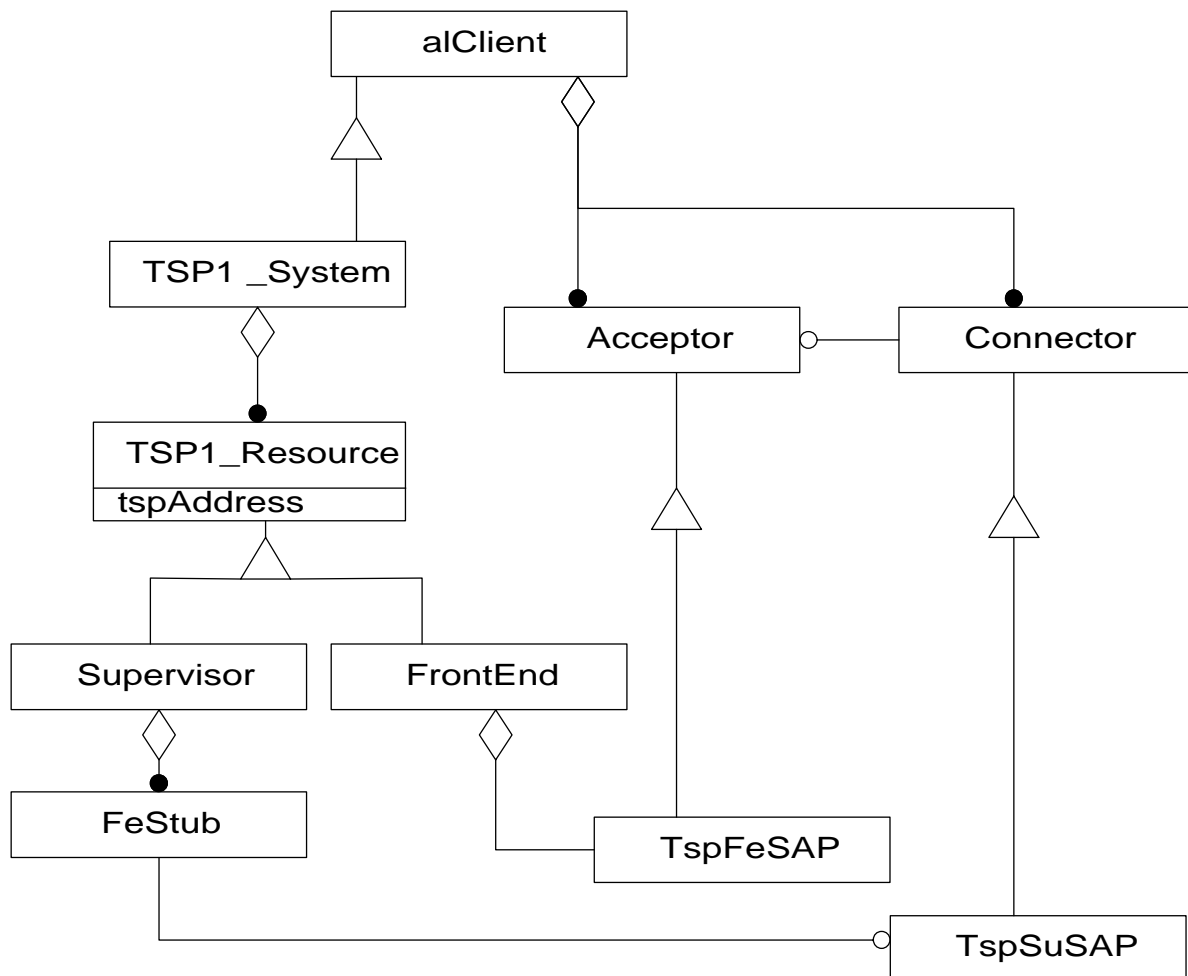 alClient
TSP1 _System
Acceptor
Connector
TSP1_Resource
tspAddress
Supervisor
FrontEnd
FeStub
TspFeSAP
TspSuSAP